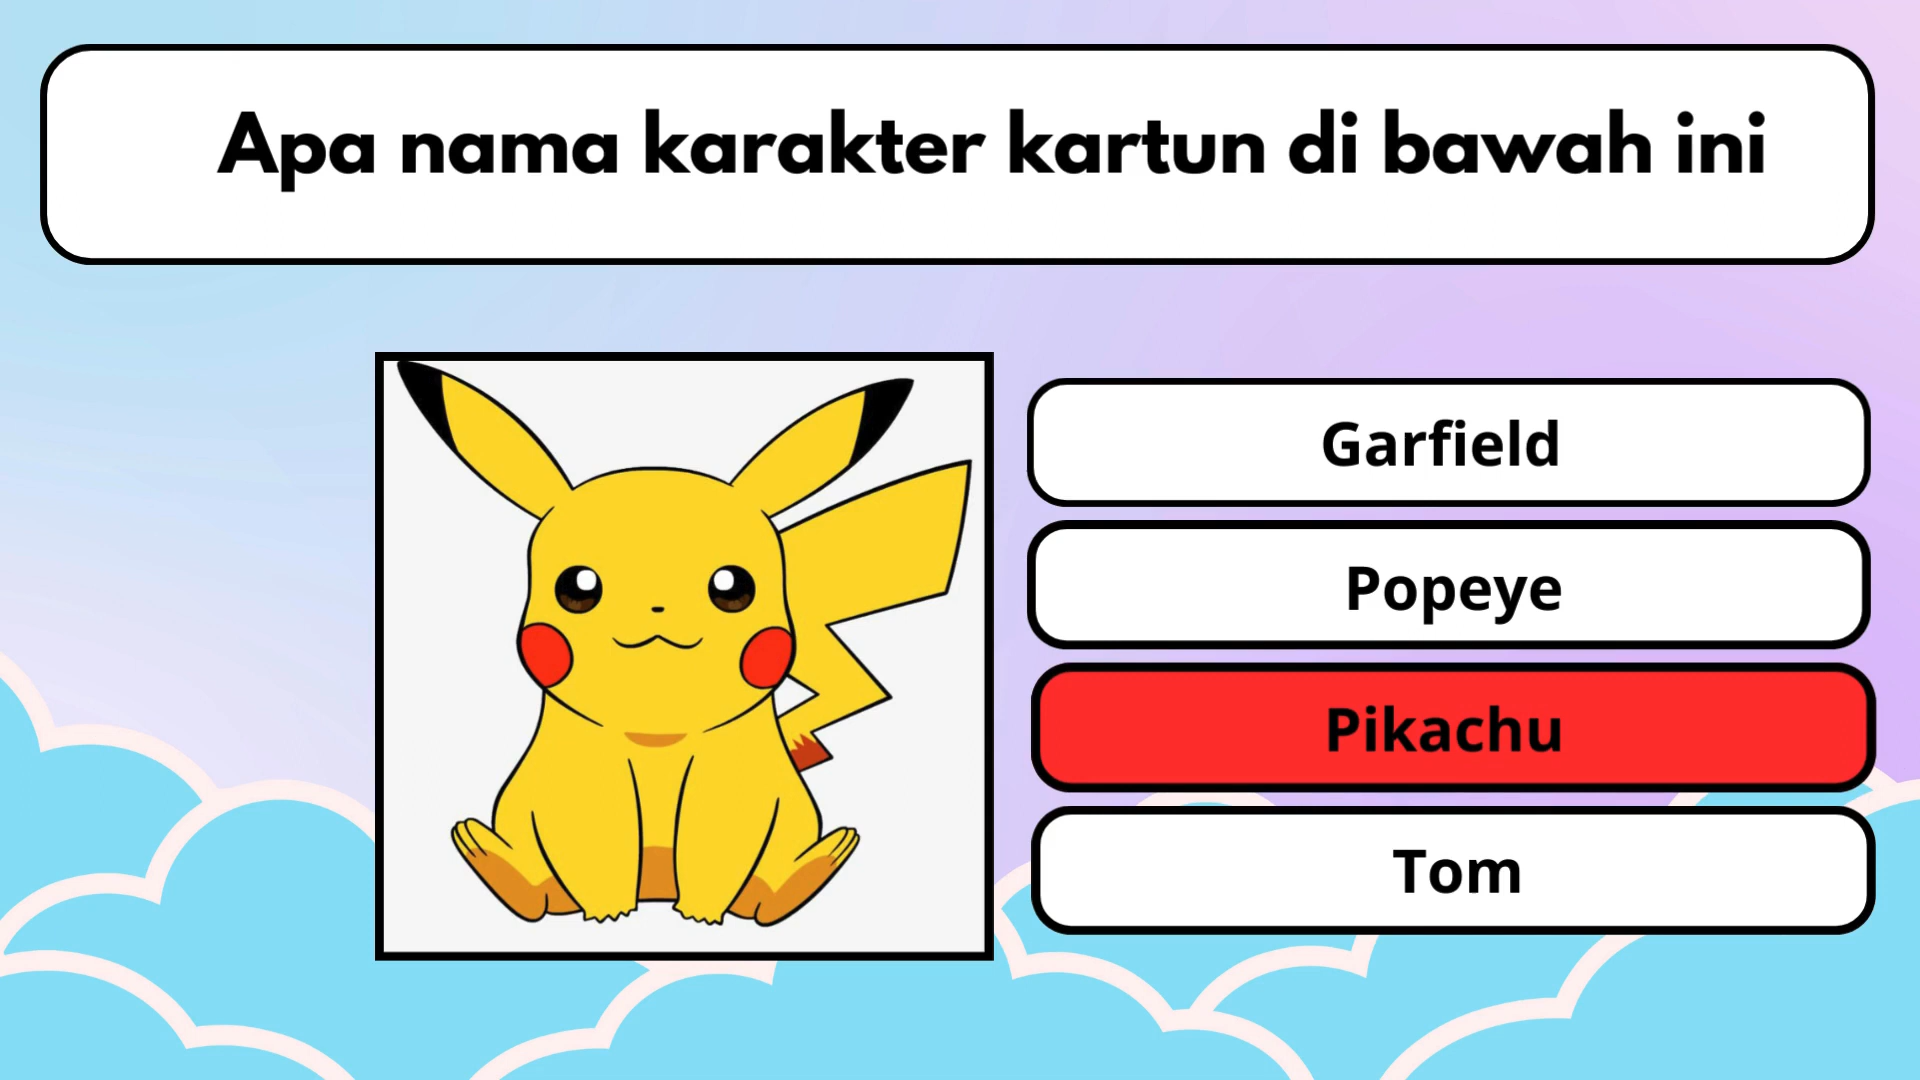 Apa nama karakter kartun di bawah ini
Garfield
Popeye
Pikachu
Tom